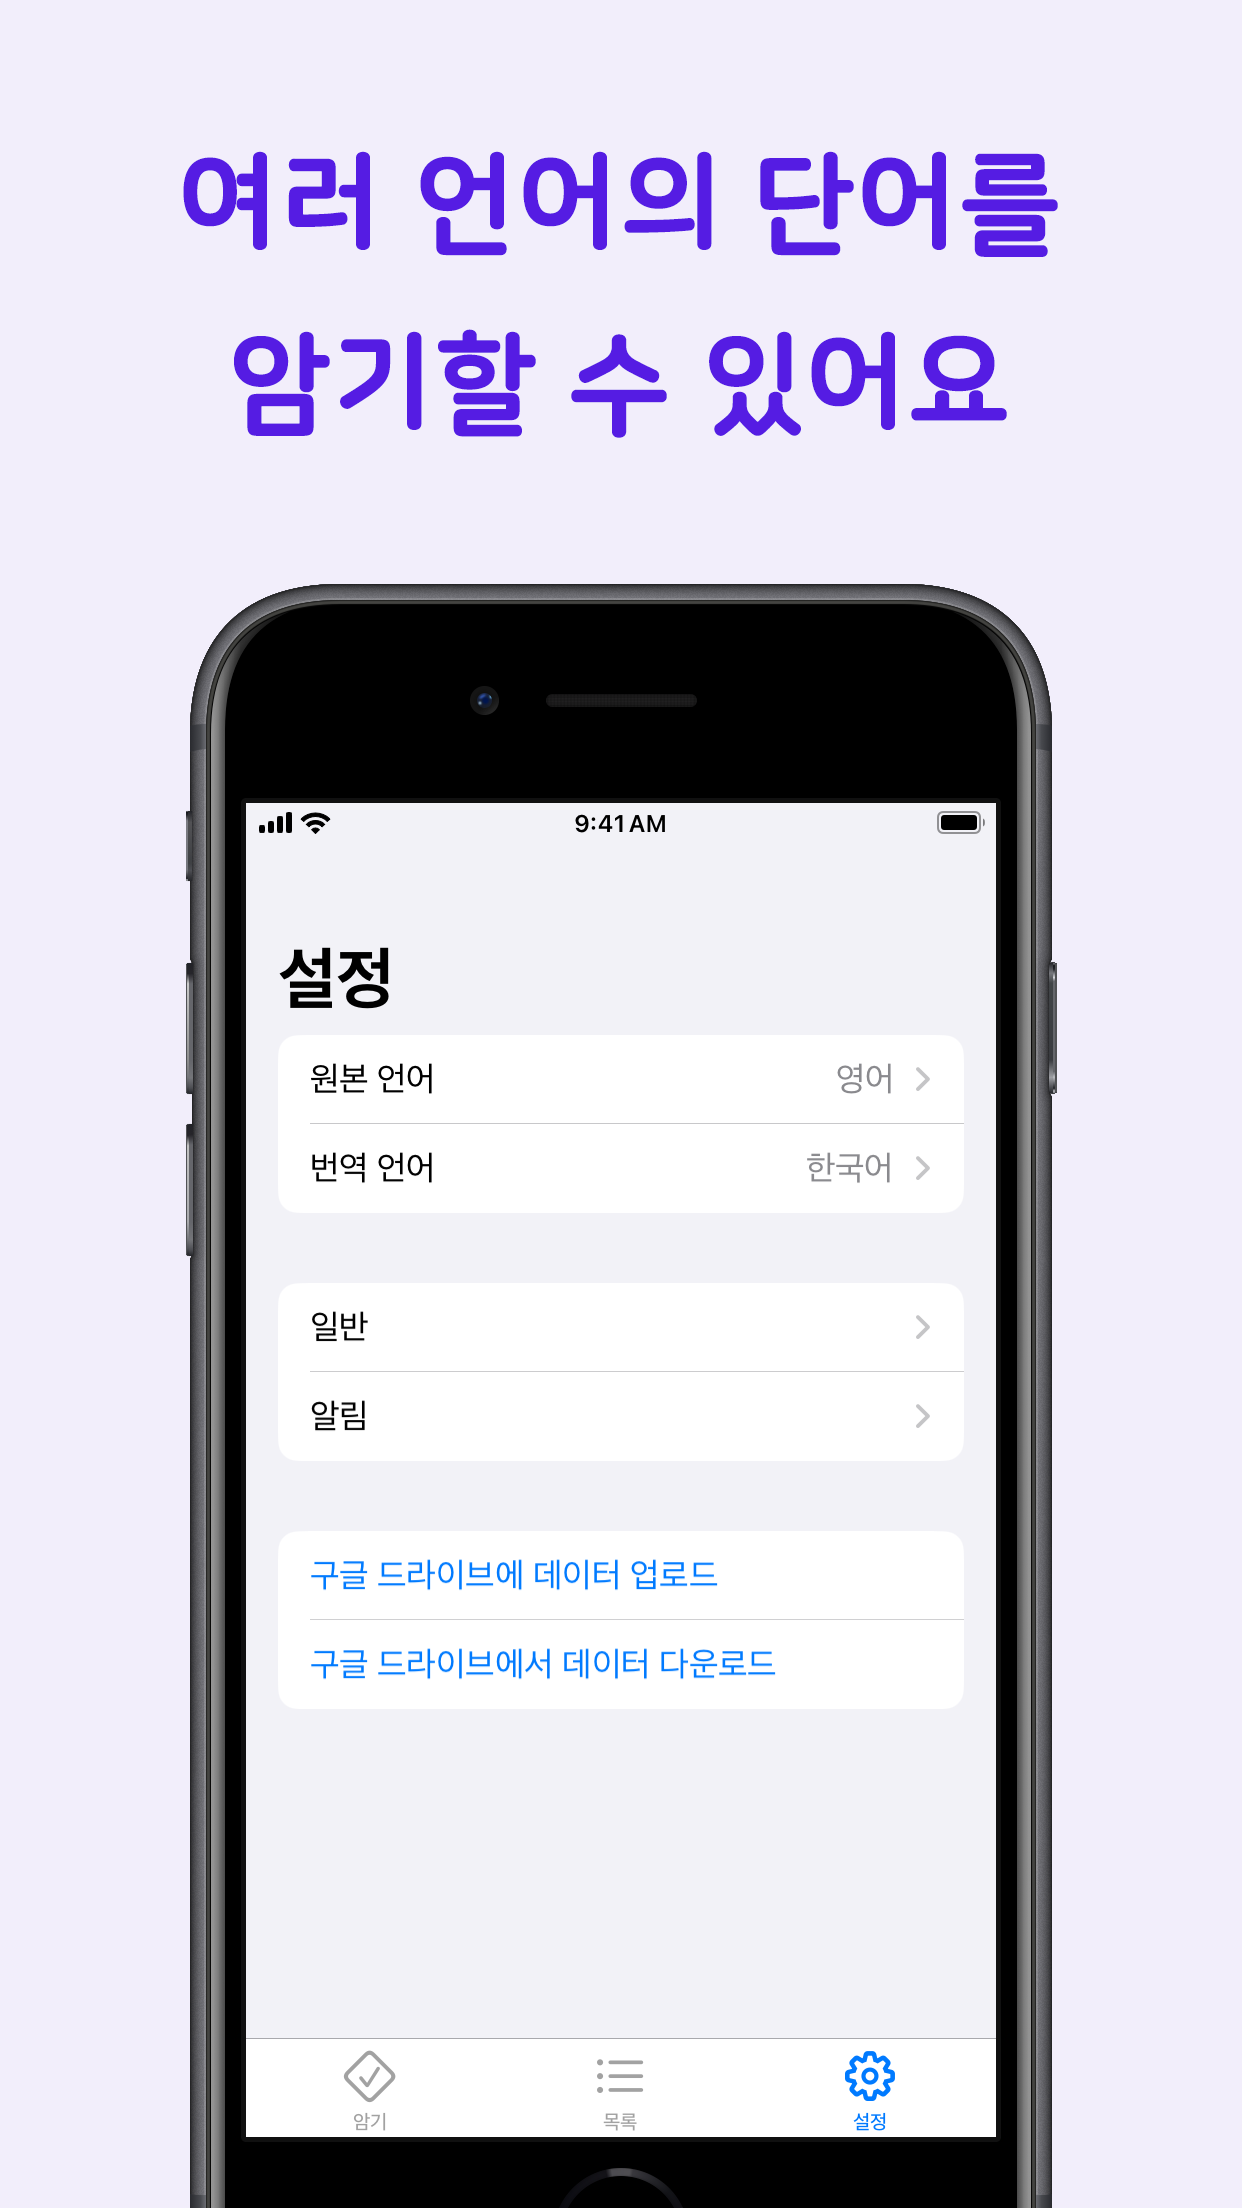 여러 언어의 단어를
암기할 수 있어요
9:41 AM
설정
원본 언어 영어
번역 언어 한국어
일반
알림
구글 드라이브에 데이터 업로드
구글 드라이브에서 데이터 다운로드
암기 목록 설정